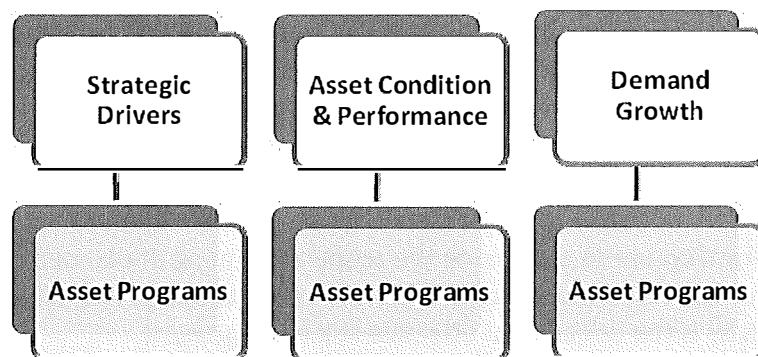 Strategic
Drivers
Asset Condition
& Performance
Demand
Growth
Asset Programs
Asset Programs
Asset Programs